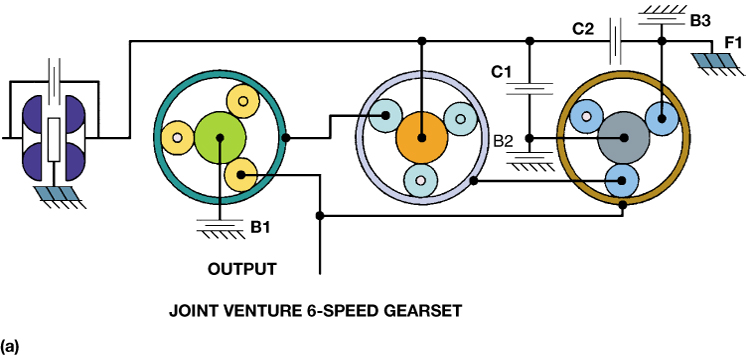 C2
B3
F1
C1
B2
B1
OUTPUT
JOINT VENTURE 6-SPEED GEARSET
(a)